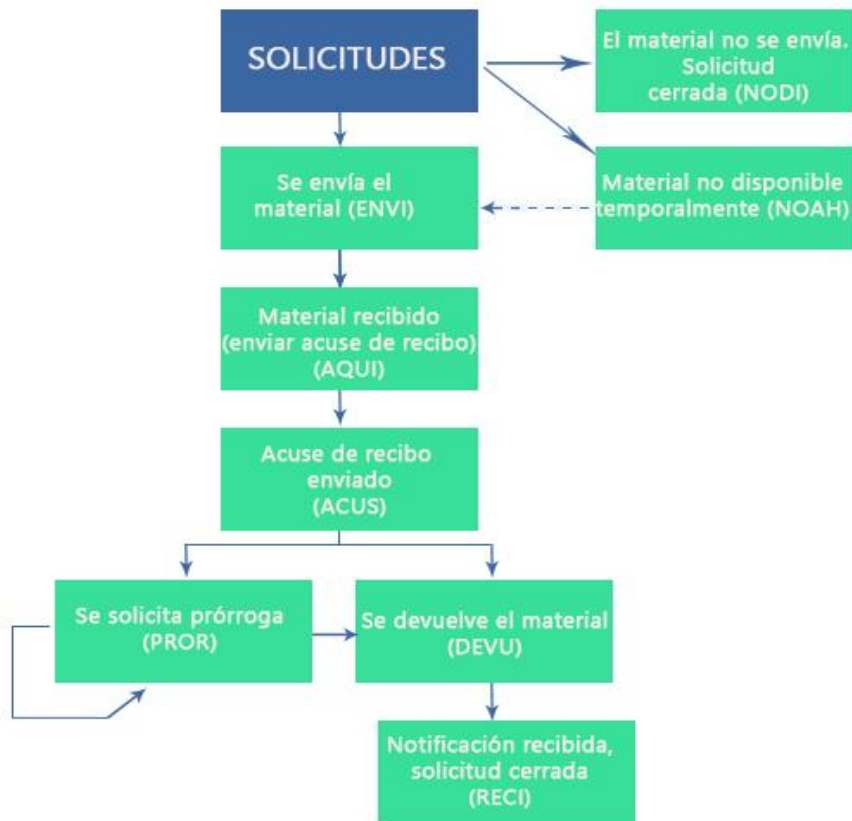 SOLICITUDES
El material no se envía.
Solicitud
cerrada (NODI)
Se envía el
material (ENVI)
Material no disponible
temporalmente (NOAH)
Material recibido
(enviar acuse de recibo)
(AQUI)
Acuse de recibo
enviado
(ACUS)
Se solicita prórroga
(PROR)
Se devuelve el material
(DEVU)
Notificación recibida,
solicitud cerrada
(RECI)